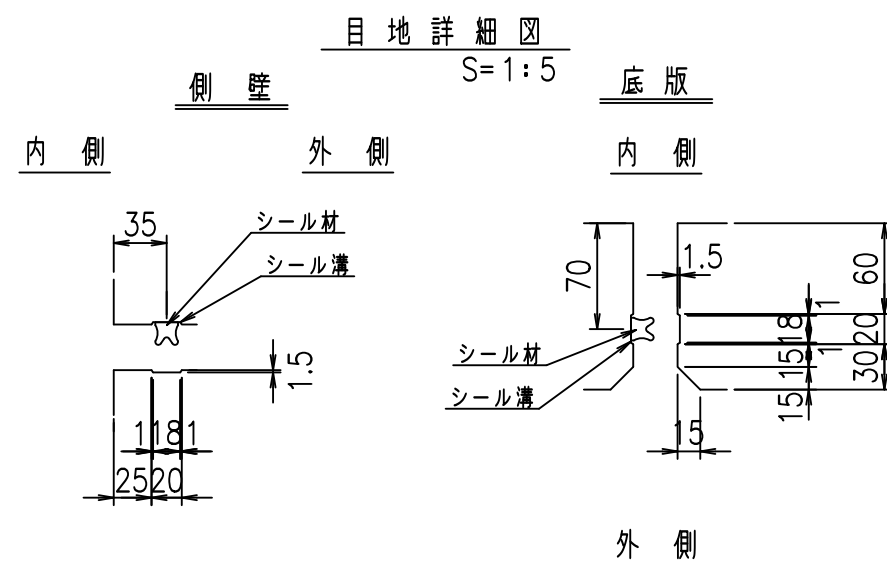 目地詳細図
S=1:5
側壁
底版
内側
外側
内側
35
シール材
シール溝
1.5
1 18 1
25 20
70
1.5
60
1
18
20
1
15
30
15
15
シール材
シール溝
外側